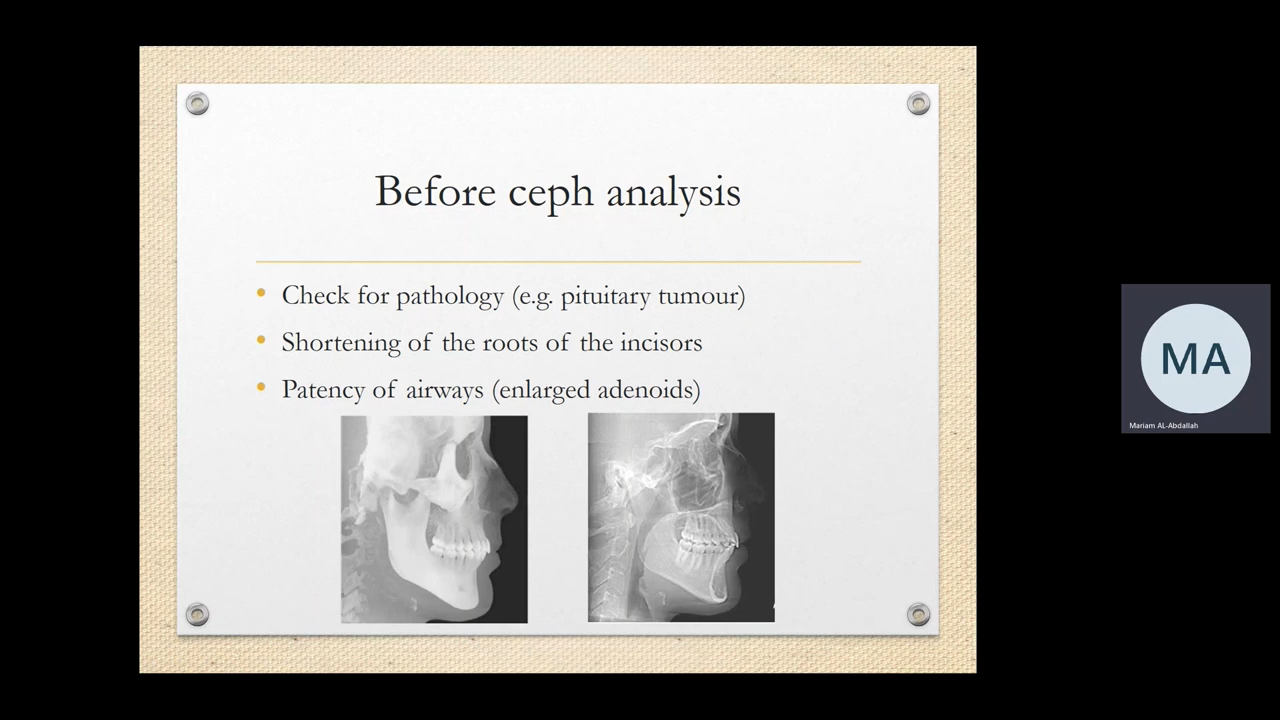 Before ceph analysis
• Check for pathology (e.g. pituitary tumour)
• Shortening of the roots of the incisors
• Patency of airways (enlarged adenoids)
MA
Mariam AL-Abdallah